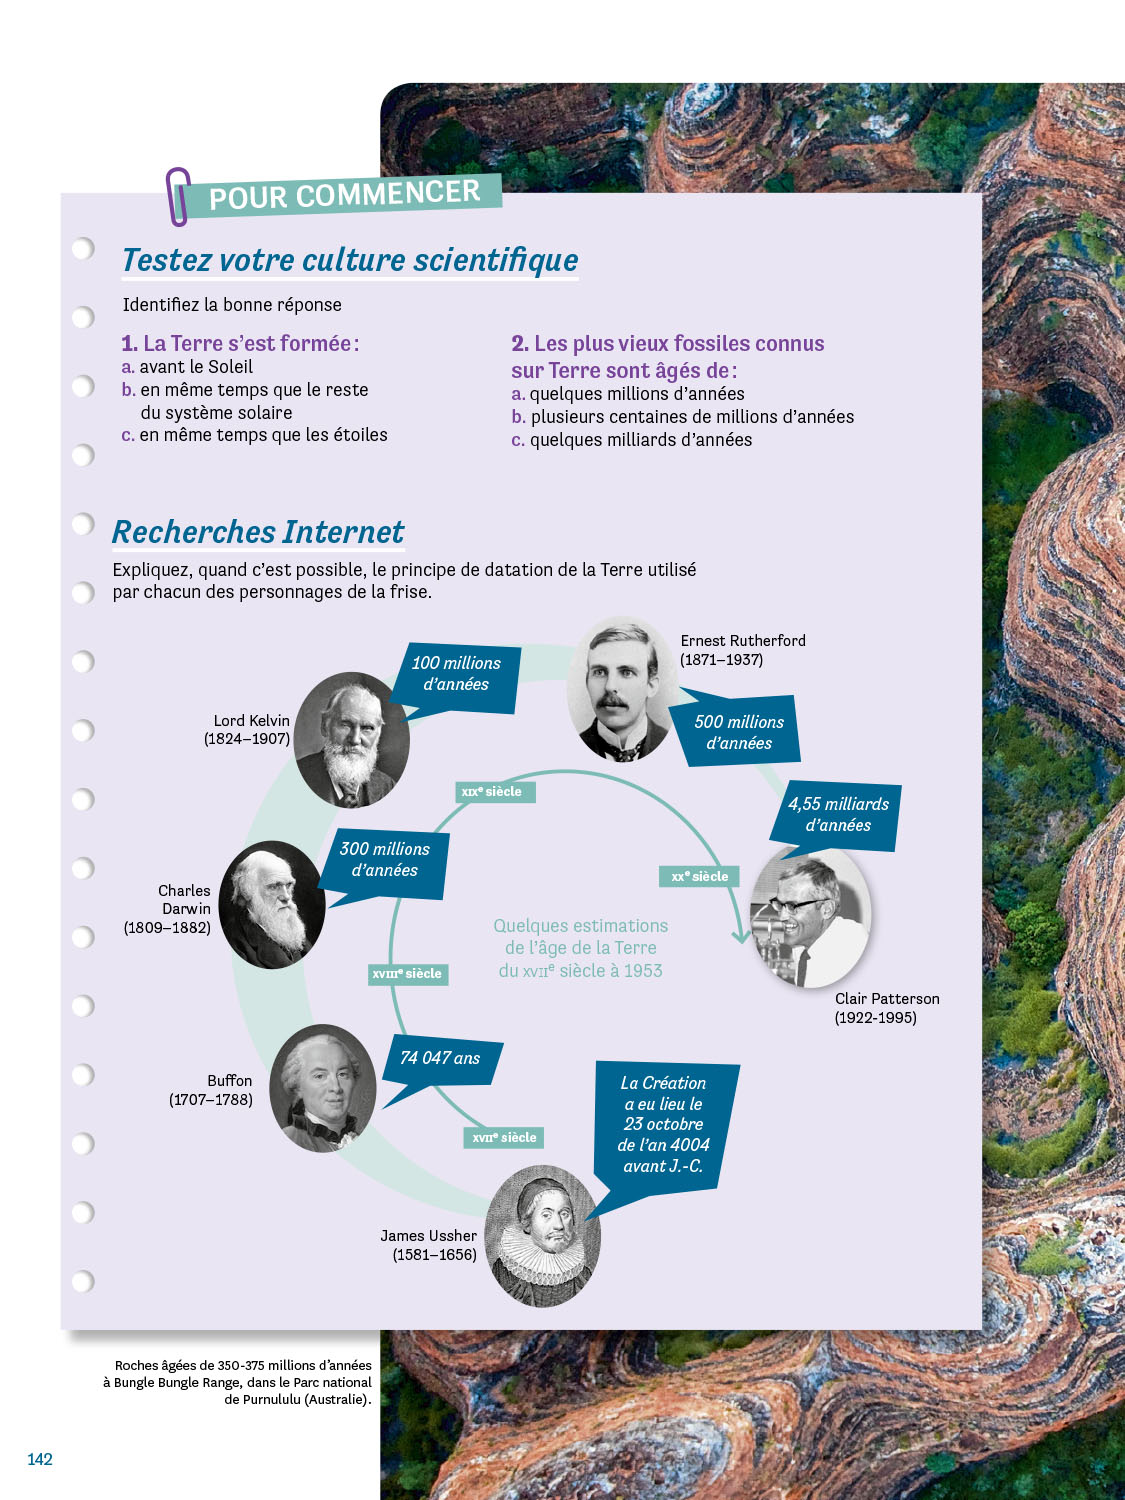 POUR COMMENCER
Testez votre culture scientifique
Identifiez la bonne réponse
1. La Terre s'est formée :
a. avant le Soleil
b. en même temps que le reste
du système solaire
c. en même temps que les étoiles
2. Les plus vieux fossiles connus
sur Terre sont âgés de :
a. quelques millions d'années
b. plusieurs centaines de millions d'années
c. quelques milliards d'années
Recherches Internet
Expliquez, quand c'est possible, le principe de datation de la Terre utilisé
par chacun des personnages de la frise.
Ernest Rutherford
(1871–1937)
100 millions
d'années
Lord Kelvin
(1824–1907)
500 millions
d'années
XIXe siècle
4,55 milliards
d'années
300 millions
d'années
XXe siècle
Charles
Darwin
(1809–1882)
Quelques estimations
de l'âge de la Terre
du XVIIe siècle à 1953
XVIIIe siècle
Clair Patterson
(1922-1995)
74 047 ans
Buffon
(1707–1788)
La Création
a eu lieu le
23 octobre
de l'an 4004
avant J.-C.
XVIIe siècle
James Ussher
(1581–1656)
Roches âgées de 350-375 millions d'années
à Bungle Bungle Range, dans le Parc national
de Purnululu (Australie).
142